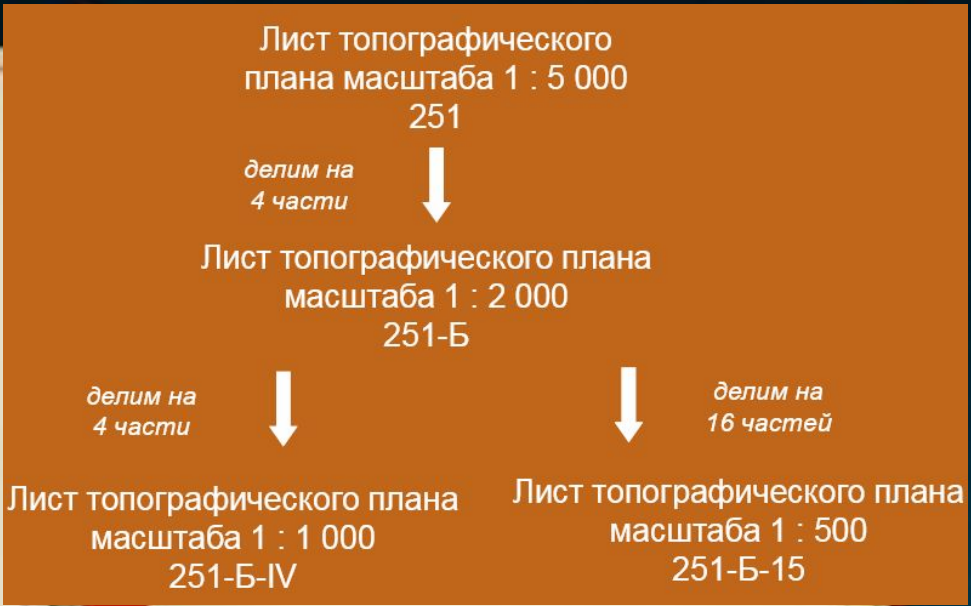 Лист топографического
плана масштаба 1 : 5 000
251
делим на
4 части
Лист топографического плана
масштаба 1 : 2 000
251-Б
делим на
4 части
делим на
16 частей
Лист топографического плана
масштаба 1 : 1 000
251-Б-IV
Лист топографического плана
масштаба 1 : 500
251-Б-15